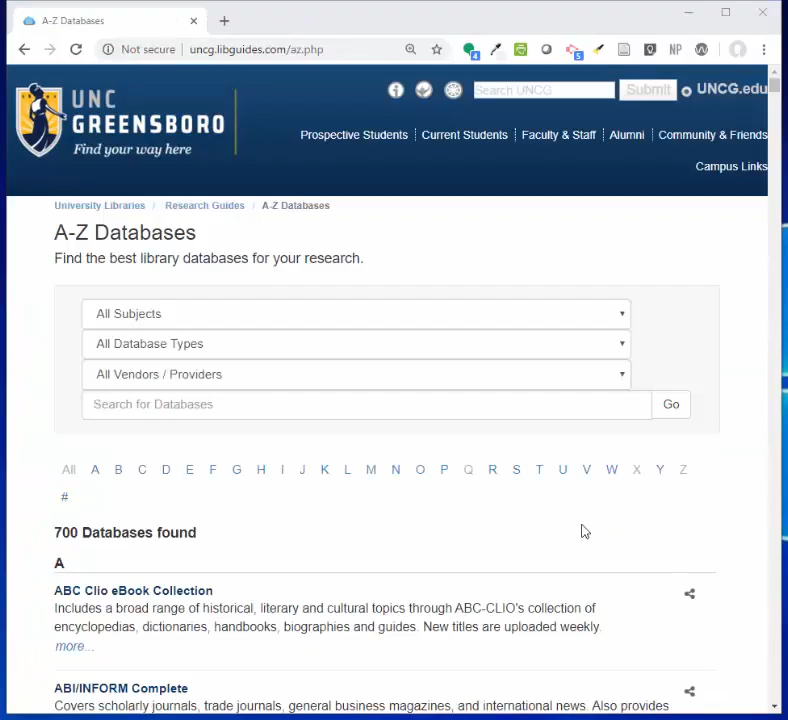 A-Z Databases
Not secure | uncg.libguides.com/az.php
4
5
NP
UNC
GREENSBORO
Find your way here
Search UNCG
Submit
UNCG.edu
Prospective Students
Current Students
Faculty & Staff
Alumni
Community & Friends
Campus Links
University Libraries / Research Guides / A-Z Databases
A-Z Databases
Find the best library databases for your research.
All Subjects
All Database Types
All Vendors / Providers
Search for Databases
Go
All A B C D E F G H I J K L M N O P Q R S T U V W X Y Z
#
700 Databases found
A
ABC Clio eBook Collection
Includes a broad range of historical, literary and cultural topics through ABC-CLIO's collection of
encyclopedias, dictionaries, handbooks, biographies and guides. New titles are uploaded weekly.
more...
ABI/INFORM Complete
Covers scholarly journals, trade journals, general business magazines, and international news. Also provides